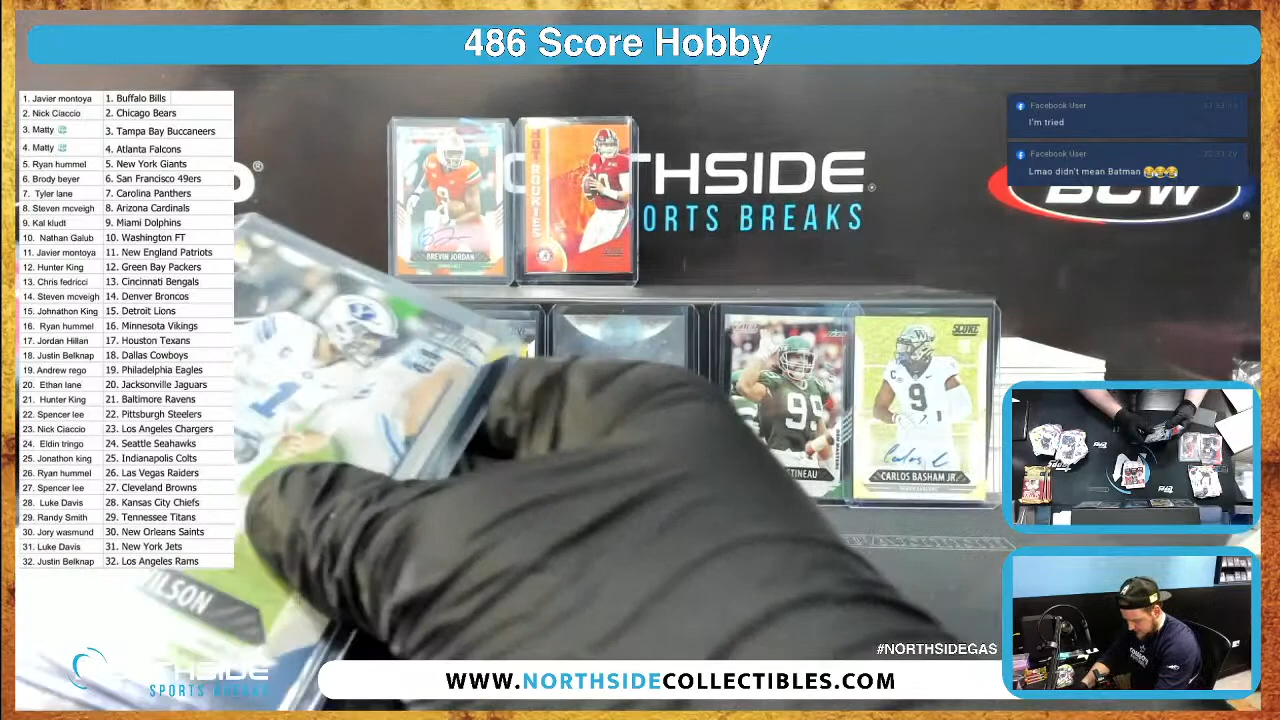 486 Score Hobby
1. Javier montoya 1. Buffalo Bills
2. Nick Ciaccio 2. Chicago Bears
3. Matty 3. Tampa Bay Buccaneers
4. Matty 4. Atlanta Falcons
5. Ryan hummel 5. New York Giants
6. Brody beyer 6. San Francisco 49ers
7. Tyler lane 7. Carolina Panthers
8. Steven mcveigh 8. Arizona Cardinals
9. Kal kludt 9. Miami Dolphins
10. Nathan Galub 10. Washington FT
11. Javier montoya 11. New England Patriots
12. Hunter King 12. Green Bay Packers
13. Chris fedricci 13. Cincinnati Bengals
14. Steven mcveigh 14. Denver Broncos
15. Johnathon King 15. Detroit Lions
16. Ryan hummel 16. Minnesota Vikings
17. Jordan Hillan 17. Houston Texans
18. Justin Belknap 18. Dallas Cowboys
19. Andrew rego 19. Philadelphia Eagles
20. Ethan lane 20. Jacksonville Jaguars
21. Hunter King 21. Baltimore Ravens
22. Spencer lee 22. Pittsburgh Steelers
23. Nick Ciaccio 23. Los Angeles Chargers
24. Eldin tringo 24. Seattle Seahawks
25. Jonathon king 25. Indianapolis Colts
26. Ryan hummel 26. Las Vegas Raiders
27. Spencer lee 27. Cleveland Browns
28. Luke Davis 28. Kansas City Chiefs
29. Randy Smith 29. Tennessee Titans
30. Jory wasmund 30. New Orleans Saints
31. Luke Davis 31. New York Jets
32. Justin Belknap 32. Los Angeles Rams
Facebook User
I'm tried
Facebook User
Lmao didn't mean Batman 😂😂😂
BCW
THSIDE
ORTS BREAKS
BREVIN JORDAN
HOT ROOKIES
SCORE
99
9
C
CARLOS BASHAM JR.
TINEAU
1
ILSON
#NORTHSIDEGAS
THSIDE
SPORTS BREAKS
WWW.NORTHSIDECOLLECTIBLES.COM